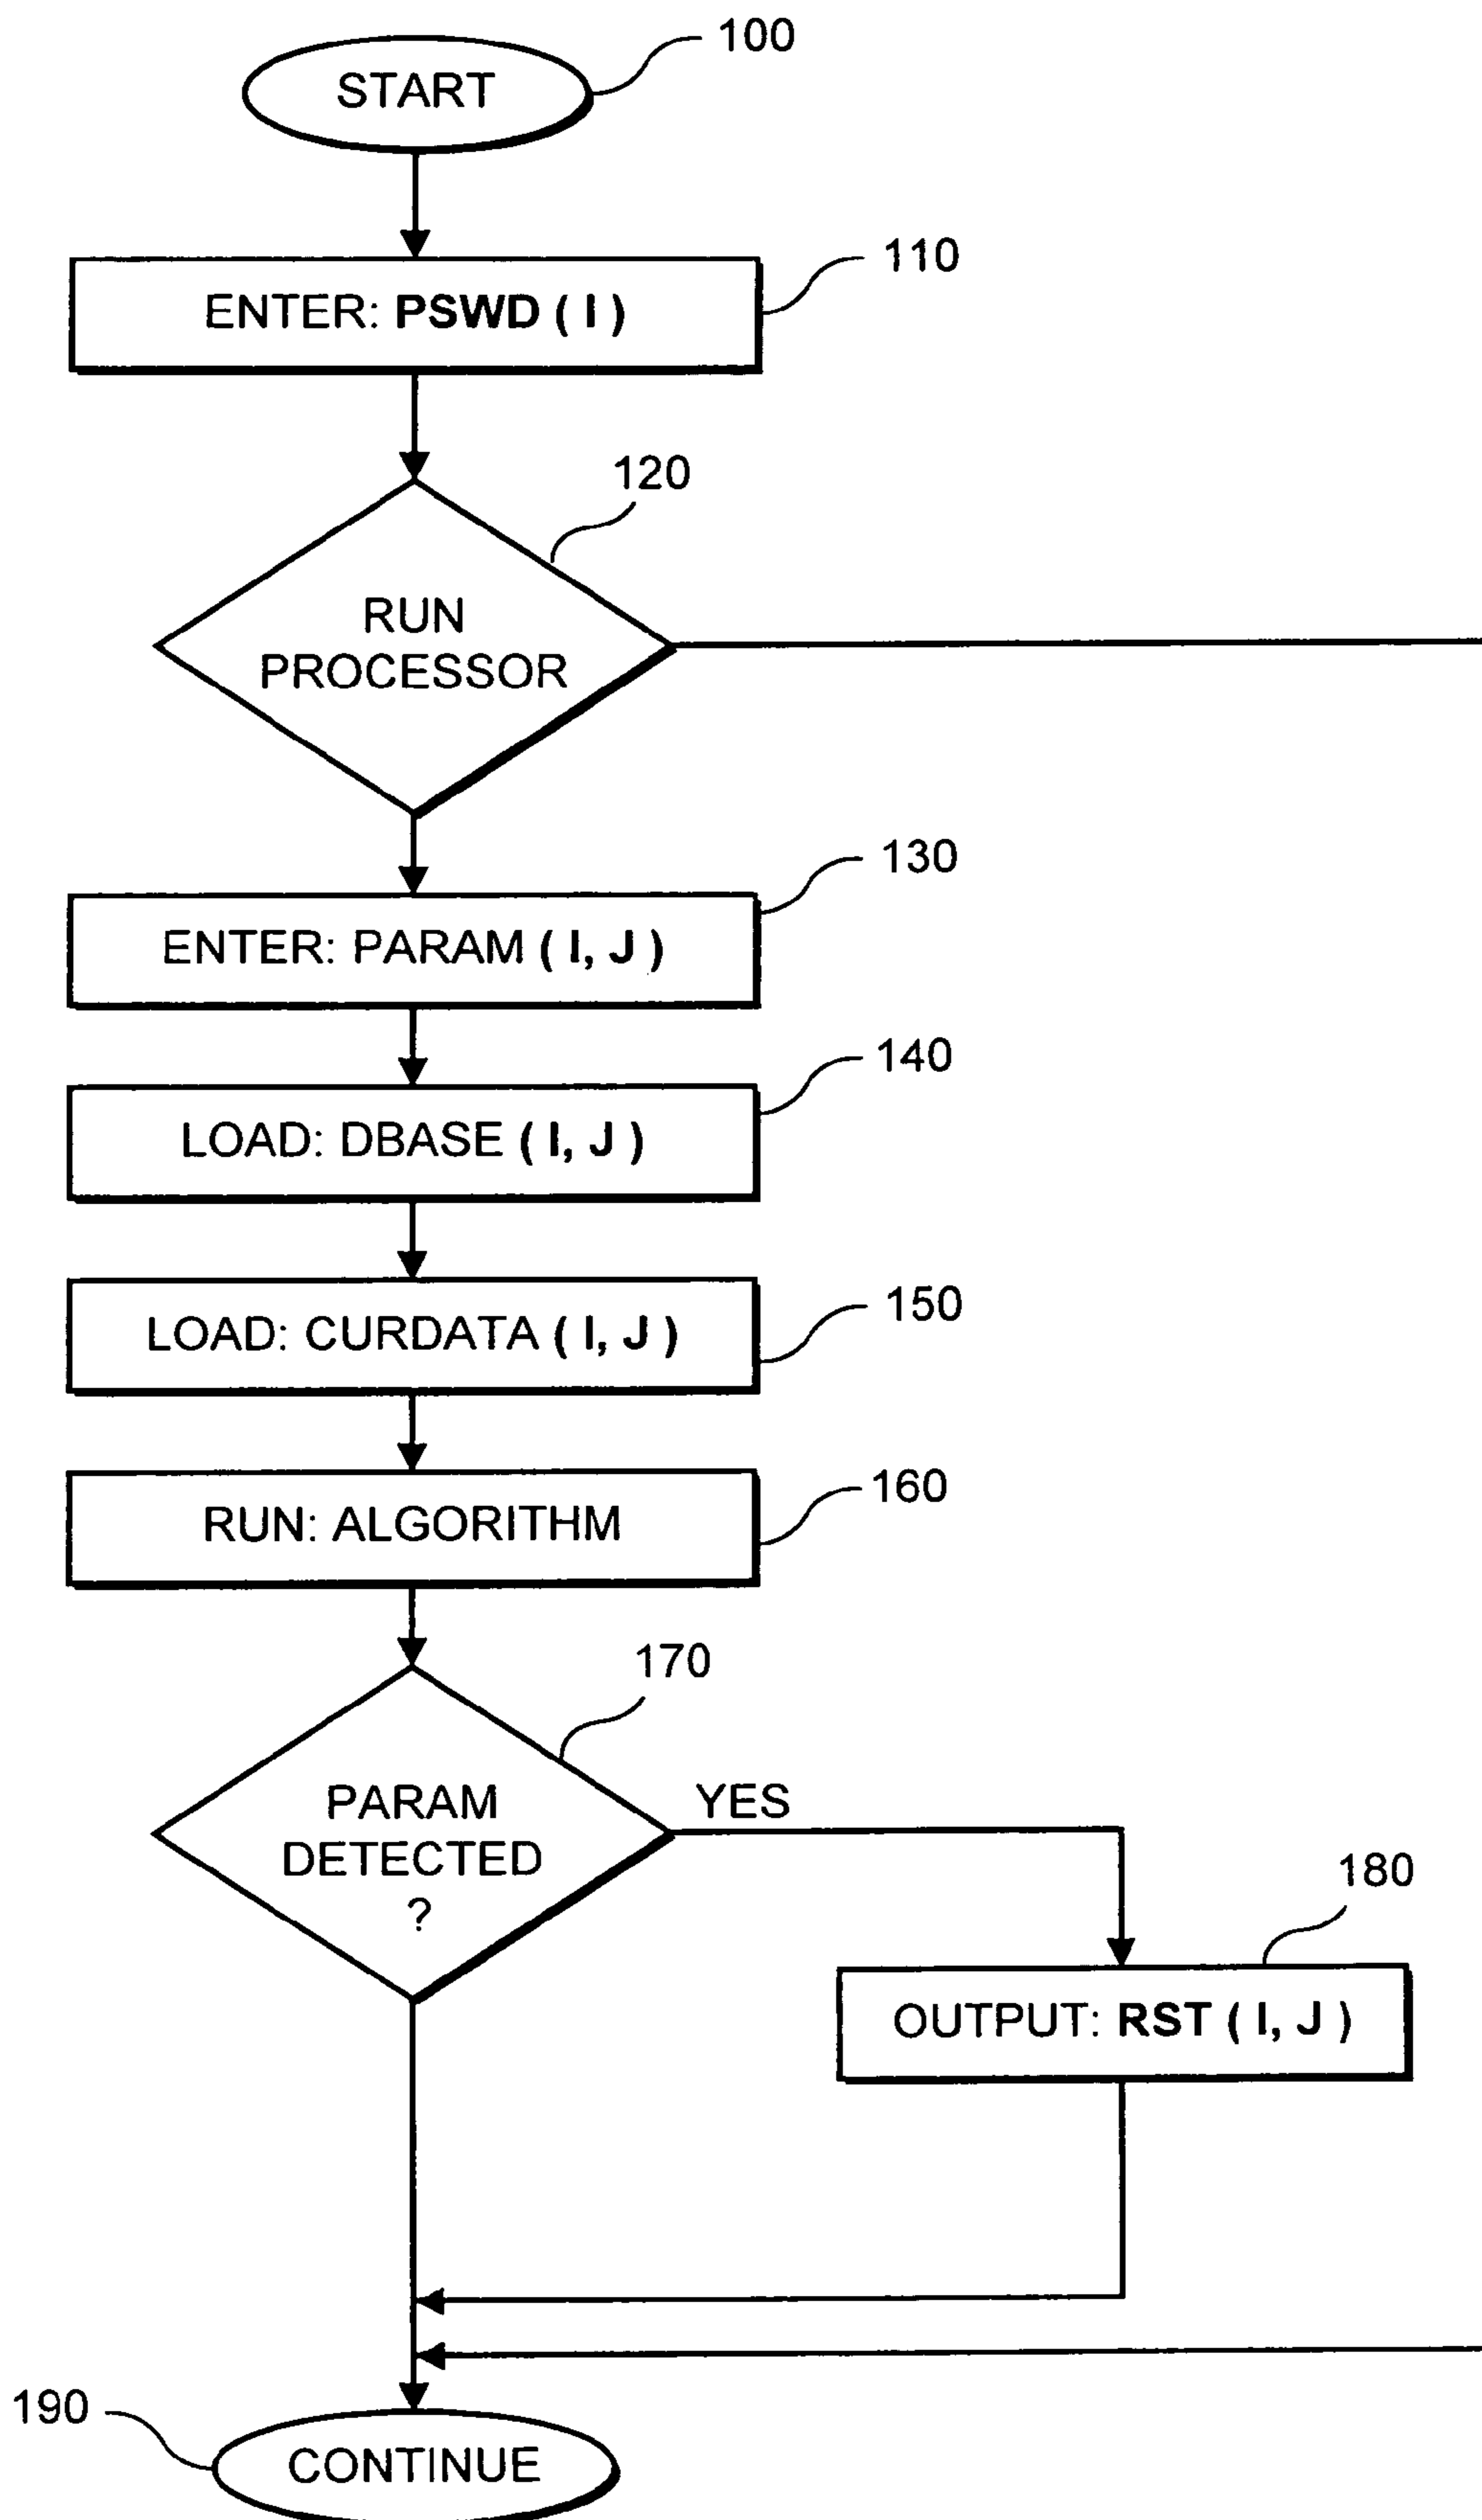 100
START
110
ENTER: PSWD ( I )
120
RUN
PROCESSOR
130
ENTER: PARAM ( I, J )
140
LOAD: DBASE ( I, J )
150
LOAD: CURDATA ( I, J )
160
RUN: ALGORITHM
170
PARAM
DETECTED
?
YES
180
OUTPUT: RST ( I, J )
190
CONTINUE